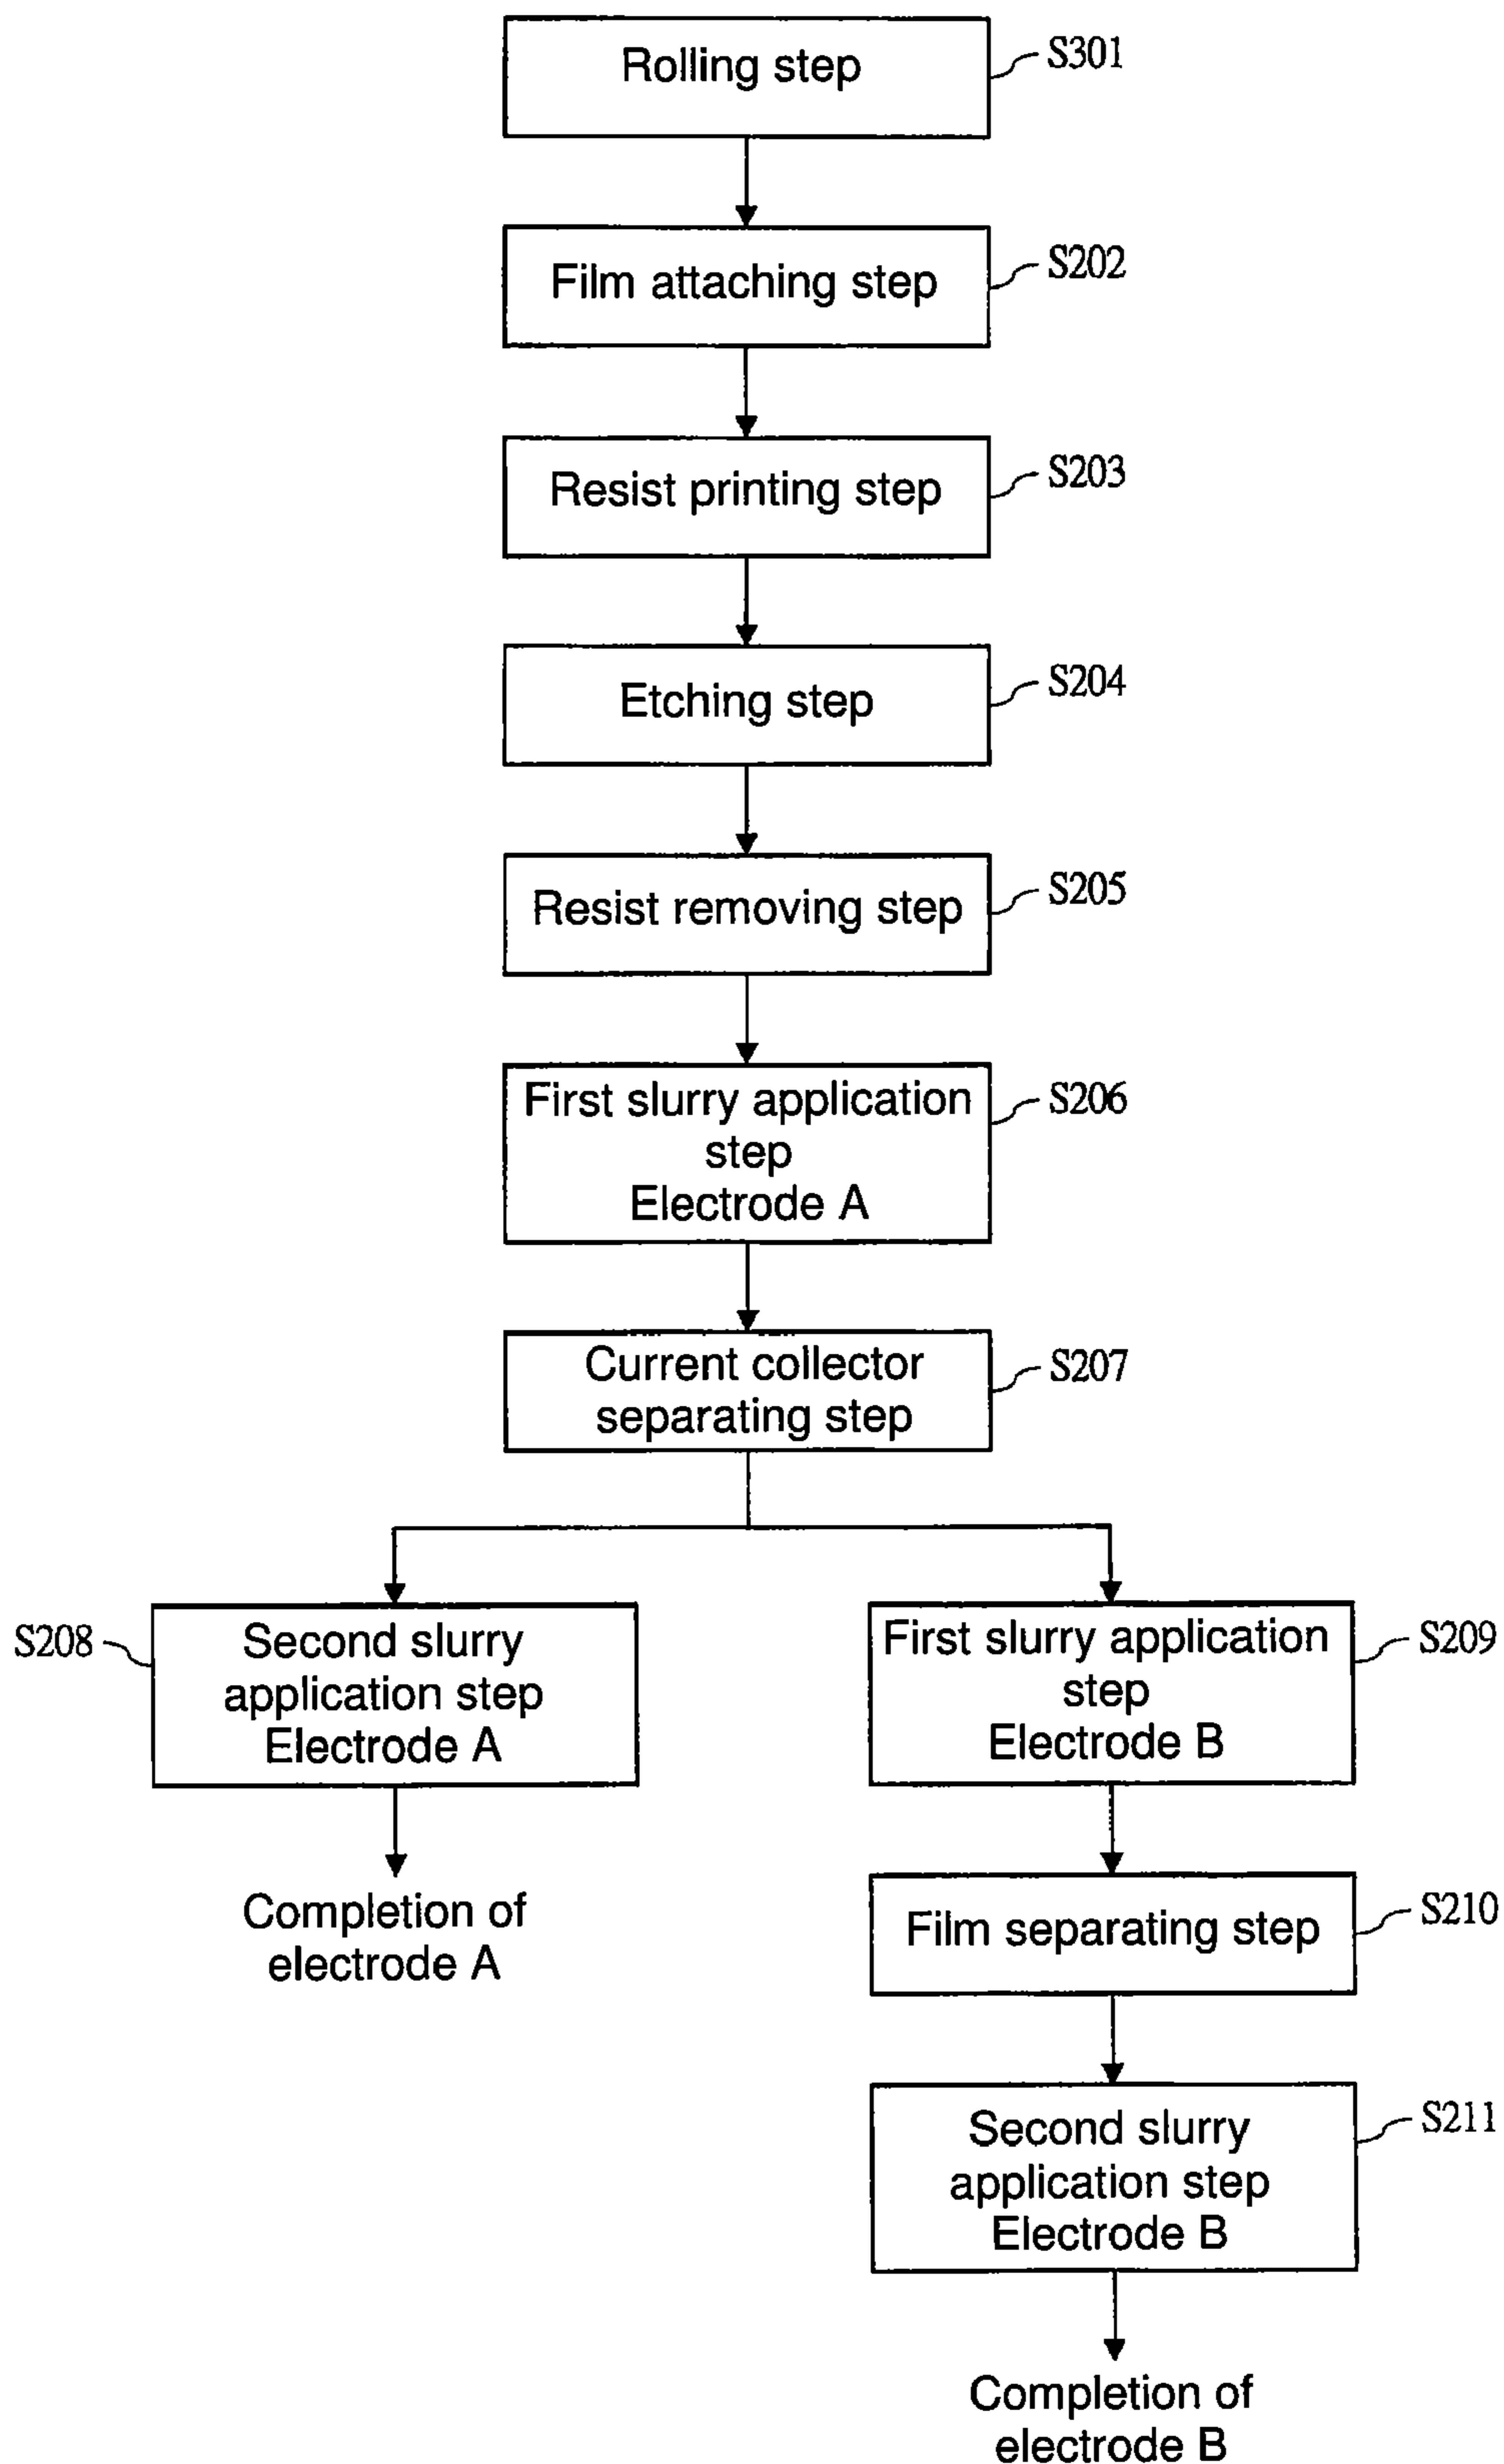 Rolling step
S301
Film attaching step
S202
Resist printing step
S203
Etching step
S204
Resist removing step
S205
First slurry application
step
Electrode A
S206
Current collector
separating step
S207
S208
Second slurry
application step
Electrode A
Completion of
electrode A
First slurry application
step
Electrode B
S209
Film separating step
S210
Second slurry
application step
Electrode B
S211
Completion of
electrode B